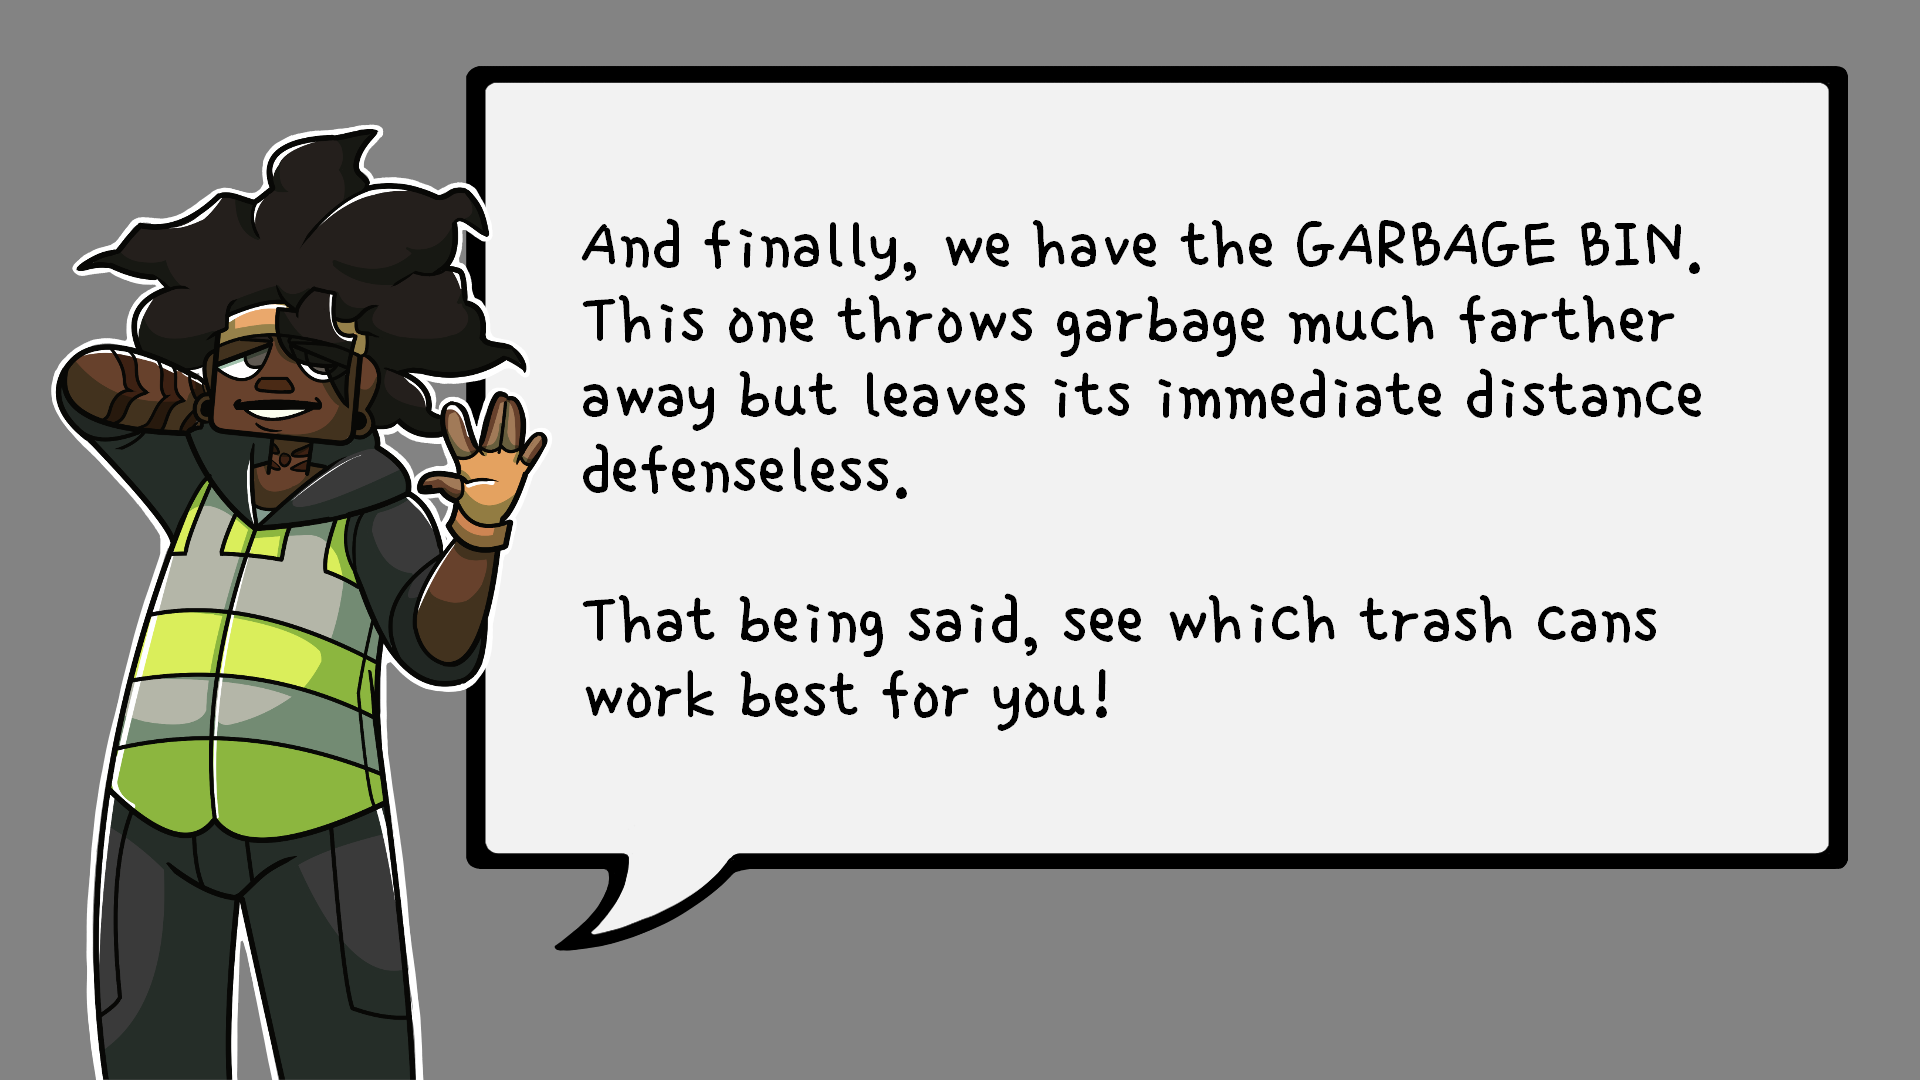 And finally, we have the GARBAGE BIN.
This one throws garbage much farther
away but leaves its immediate distance
defenseless.
That being said, see which trash cans
work best for you!